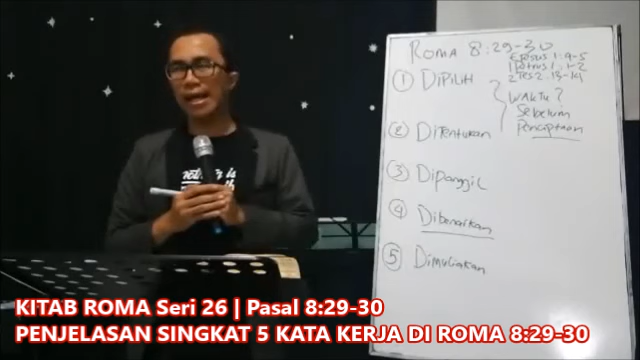 ROMA 8:29-30
Efesus 1:4-5
1 Petrus 1:1-2
2 Tes 2:13-14
① DIPILIH
WAKTU?
Sebelum
Penciptaan
② Ditentukan
③ Dipanggil
④ Dibenarkan
⑤ Dimuliakan
KITAB ROMA Seri 26 | Pasal 8:29-30
PENJELASAN SINGKAT 5 KATA KERJA DI ROMA 8:29-30